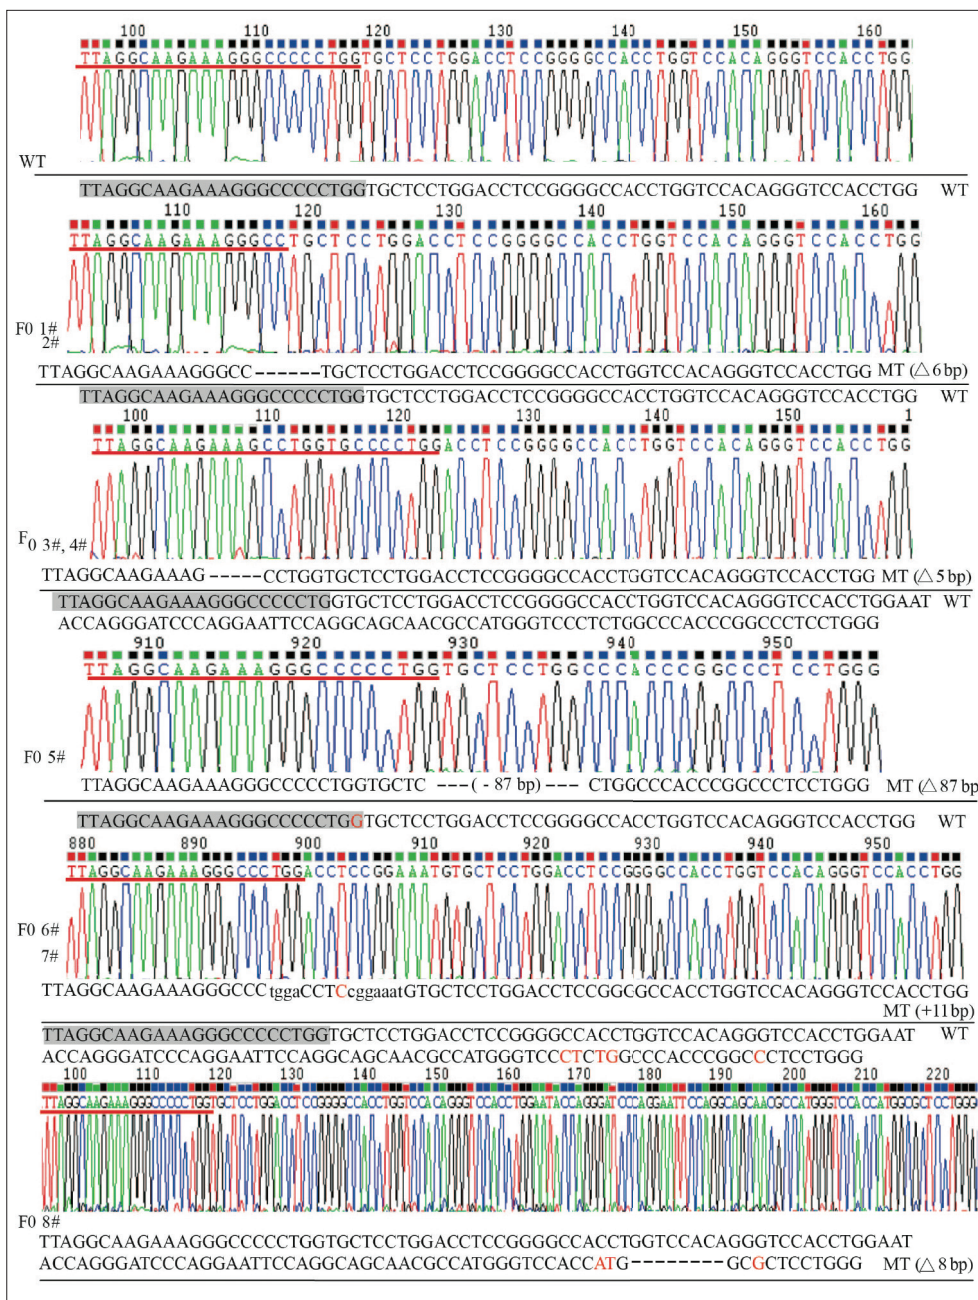 100 110 120 130 140 150 160
TTAGGCAAGAAAGGGCCCCCTGGTGCTCCTGGACCTCCGGGGCCACCTGGTCCACAGGGTCCACCTGG
WT
TTAGGCAAGAAAGGGCCCCCTGGTGCTCCTGGACCTCCGGGGCCACCTGGTCCACAGGGTCCACCTGG WT
110 120 130 140 150 160
TTAGGCAAGAAAGGGCCTGCTCCTGGACCTCCGGGGCCACCTGGTCCACAGGGTCCACCTGG
F0 1#
2#
TTAGGCAAGAAAGGGCC------TGCTCCTGGACCTCCGGGGCCACCTGGTCCACAGGGTCCACCTGG MT (△6 bp)
TTAGGCAAGAAAGGGCCCCCTGGTGCTCCTGGACCTCCGGGGCCACCTGGTCCACAGGGTCCACCTGG WT
100 110 120 130 140 150 1
TTAGGCAAGAAAGCCTGGTGCCCCTGGACCTCCGGGGCCACCTGGTCCACAGGGTCCACCTGG
F0 3#, 4#
TTAGGCAAGAAAG-----CCTGGTGCTCCTGGACCTCCGGGGCCACCTGGTCCACAGGGTCCACCTGG MT (△5 bp)
TTAGGCAAGAAAGGGCCCCCTGGTGCTCCTGGACCTCCGGGGCCACCTGGTCCACAGGGTCCACCTGGAAT WT
ACCAGGGATCCCAGGAATTCCAGGCAGCAACGCCATGGGTCCCTCTGGCCCACCCGGCCCTCCTGGG
910 920 930 940 950
TTAGGCAAGAAAGGGCCCCCTGGTGCTCCTGGCCCACCCGGCCCTCCTGGG
F0 5#
TTAGGCAAGAAAGGGCCCCCTGGTGCTC ---(- 87 bp)--- CTGGCCCACCCGGCCCTCCTGGG MT (△87 bp
TTAGGCAAGAAAGGGCCCCCTGGTGCTCCTGGACCTCCGGGGCCACCTGGTCCACAGGGTCCACCTGG WT
880 890 900 910 920 930 940 950
TTAGGCAAGAAAGGGCCCTGGACCTCCGGAAATGTGCTCCTGGACCTCCGGGGCCACCTGGTCCACAGGGTCCACCTGG
F0 6#
7#
TTAGGCAAGAAAGGGCCCtggaCCTCcggaaatGTGCTCCTGGACCTCCGGCGCCACCTGGTCCACAGGGTCCACCTGG
MT (+11bp)
TTAGGCAAGAAAGGGCCCCCTGGTGCTCCTGGACCTCCGGGGCCACCTGGTCCACAGGGTCCACCTGGAAT WT
ACCAGGGATCCCAGGAATTCCAGGCAGCAACGCCATGGGTCCCTCTGGCCCACCCGGCCCTCCTGGG
100 110 120 130 140 150 160 170 180 190 200 210 220
TTAGGCAAGAAAGGGCCCCCTGGTGCTCCTGGACCTCCGGGGCCACCTGGTCCACAGGGTCCACCTGGAATACCAGGGATCCCAGGAATTCCAGGCAGCAACGCCATGGGTCCACCATGGCGCTCCTGGG
F0 8#
TTAGGCAAGAAAGGGCCCCCTGGTGCTCCTGGACCTCCGGGGCCACCTGGTCCACAGGGTCCACCTGGAAT
ACCAGGGATCCCAGGAATTCCAGGCAGCAACGCCATGGGTCCACCATG--------GCGCTCCTGGG MT (△8 bp)